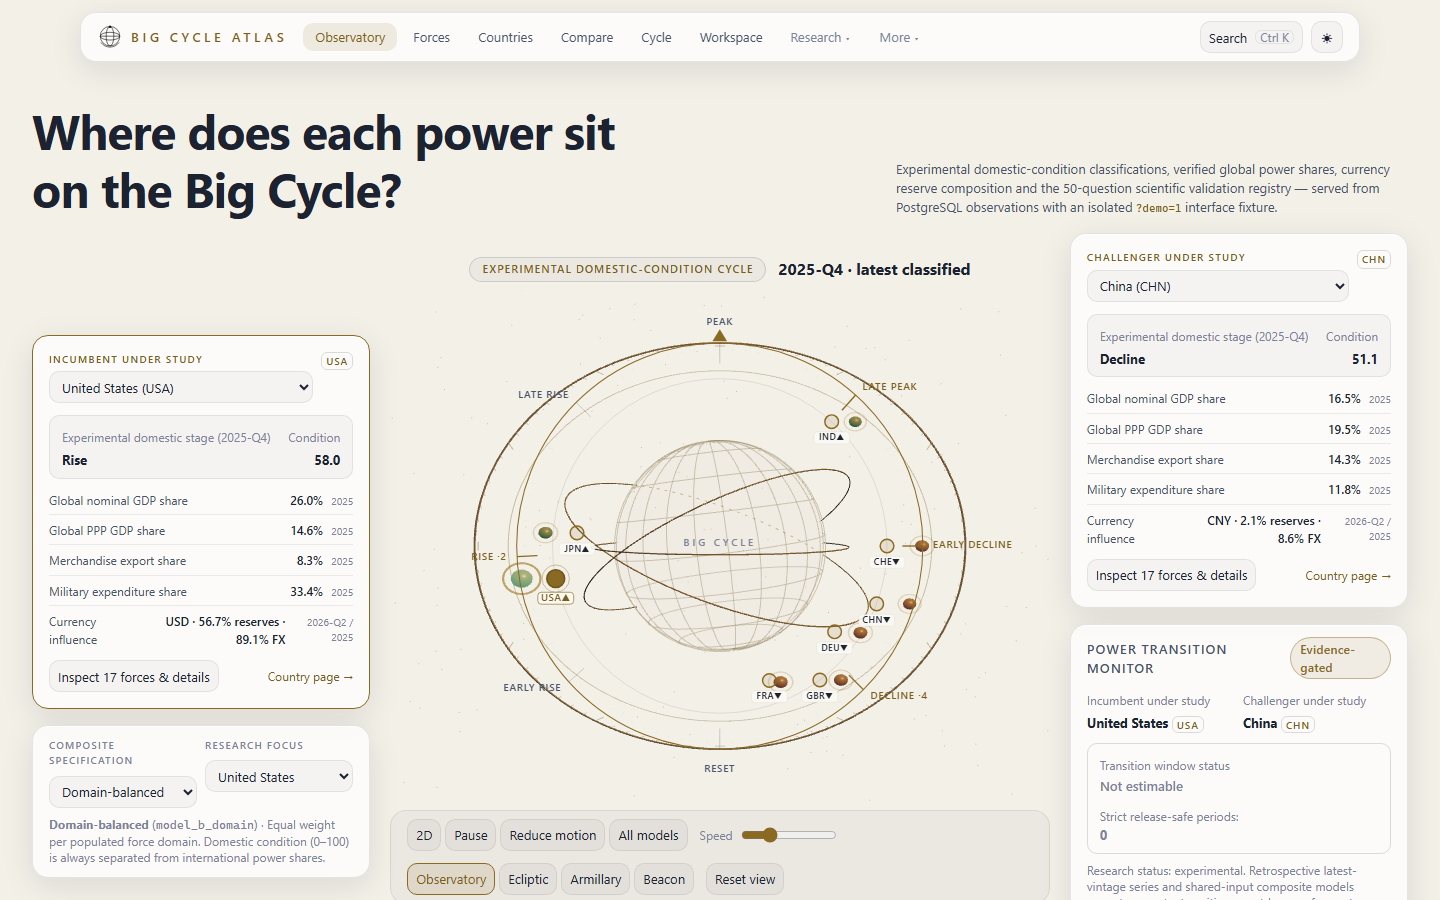 BIG CYCLE ATLAS
Observatory
Forces
Countries
Compare
Cycle
Workspace
Research
More
Search Ctrl K
Where does each power sit
on the Big Cycle?
Experimental domestic-condition classifications, verified global power shares, currency
reserve composition and the 50-question scientific validation registry — served from
PostgreSQL observations with an isolated ?demo=1 interface fixture.
EXPERIMENTAL DOMESTIC-CONDITION CYCLE
2025-Q4 · latest classified
INCUMBENT UNDER STUDY
USA
United States (USA)
Experimental domestic stage (2025-Q4) Condition
Rise 58.0
Global nominal GDP share 26.0% 2025
Global PPP GDP share 14.6% 2025
Merchandise export share 8.3% 2025
Military expenditure share 33.4% 2025
Currency USD · 56.7% reserves · 2026-Q2 /
influence 89.1% FX 2025
Inspect 17 forces & details
Country page →
COMPOSITE
SPECIFICATION
Domain-balanced
RESEARCH FOCUS
United States
Domain-balanced (model_b_domain) · Equal weight
per populated force domain. Domestic condition (0–100)
is always separated from international power shares.
PEAK
LATE RISE
LATE PEAK
IND▲
JPN▲
BIG CYCLE
RISE ·2
EARLY DECLINE
CHE▼
USA▲
CHN▼
DEU▼
EARLY RISE
FRA▼
GBR▼
DECLINE ·4
RESET
2D
Pause
Reduce motion
All models
Speed
Observatory
Ecliptic
Armillary
Beacon
Reset view
CHALLENGER UNDER STUDY
CHN
China (CHN)
Experimental domestic stage (2025-Q4) Condition
Decline 51.1
Global nominal GDP share 16.5% 2025
Global PPP GDP share 19.5% 2025
Merchandise export share 14.3% 2025
Military expenditure share 11.8% 2025
Currency CNY · 2.1% reserves · 2026-Q2 /
influence 8.6% FX 2025
Inspect 17 forces & details
Country page →
POWER TRANSITION
MONITOR
Evidence-
gated
Incumbent under study
United States USA
Challenger under study
China CHN
Transition window status
Not estimable
Strict release-safe periods:
0
Research status: experimental. Retrospective latest-
vintage series and shared-input composite models